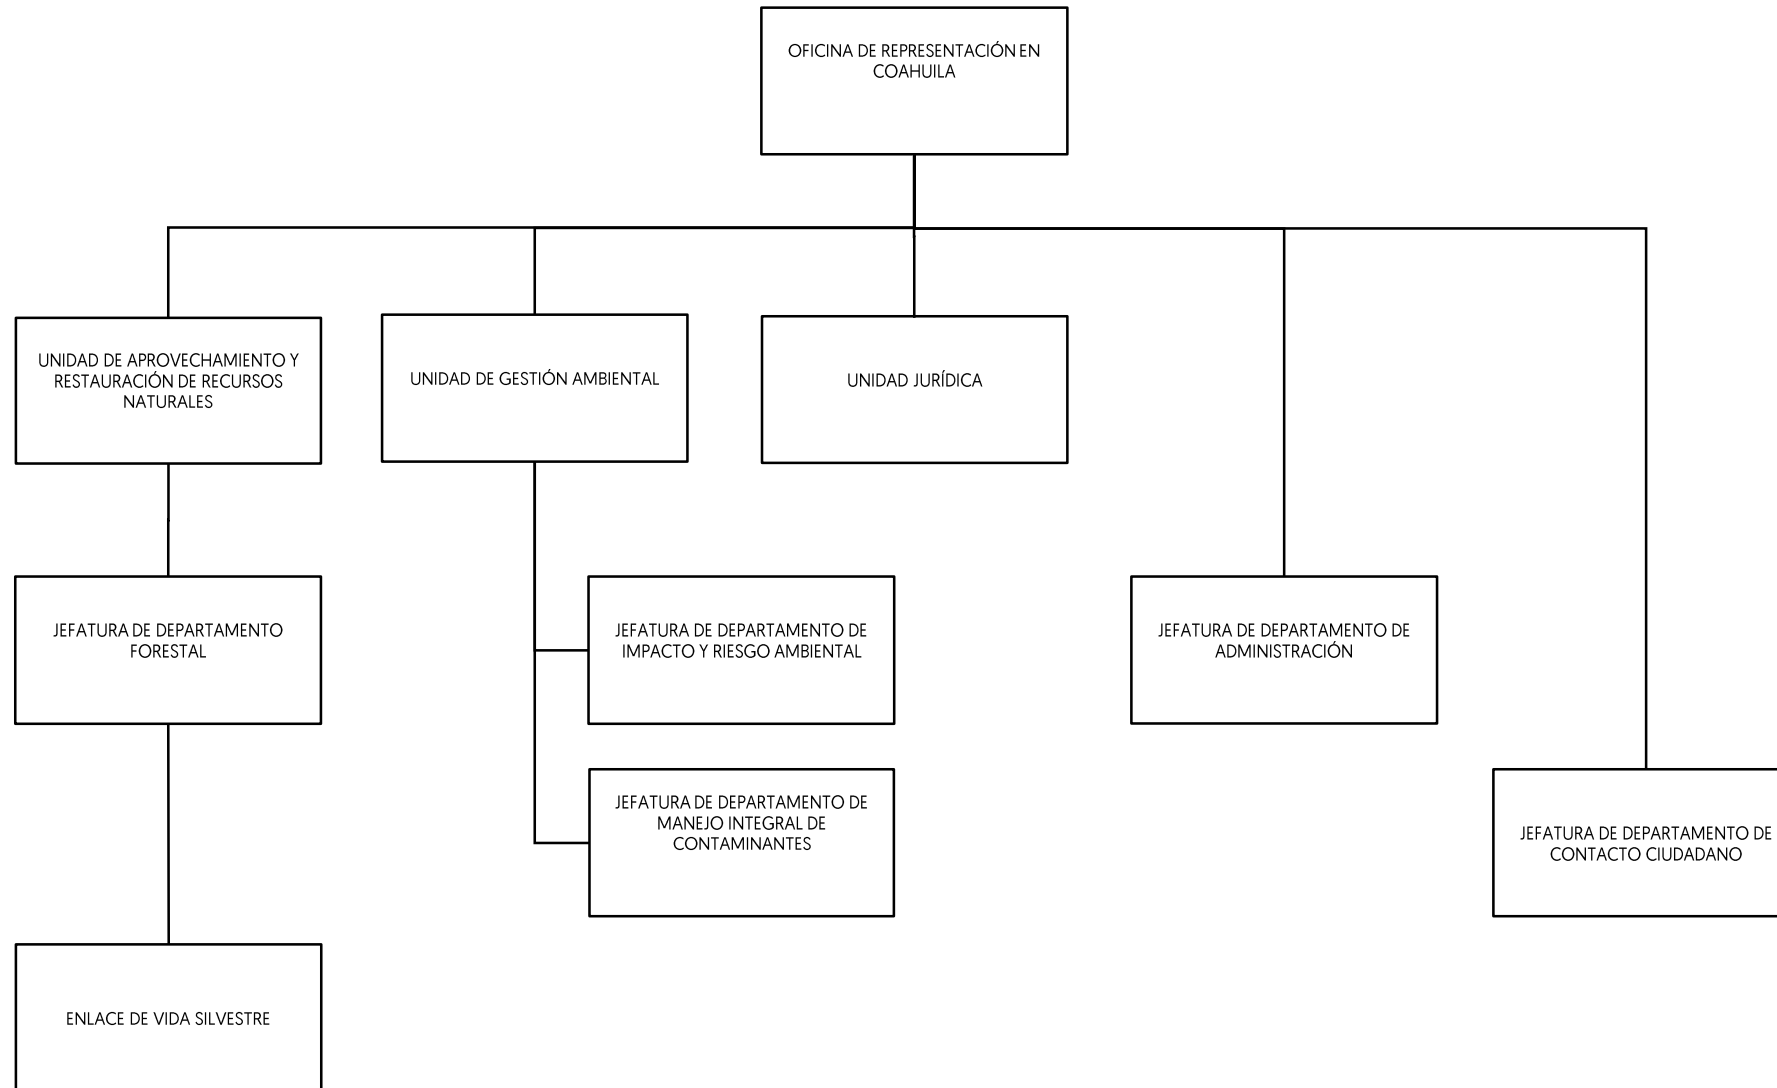 OFICINA DE REPRESENTACIÓN EN
COAHUILA
UNIDAD DE APROVECHAMIENTO Y
RESTAURACIÓN DE RECURSOS
NATURALES
UNIDAD DE GESTIÓN AMBIENTAL
UNIDAD JURÍDICA
JEFATURA DE DEPARTAMENTO
FORESTAL
JEFATURA DE DEPARTAMENTO DE
IMPACTO Y RIESGO AMBIENTAL
JEFATURA DE DEPARTAMENTO DE
ADMINISTRACIÓN
JEFATURA DE DEPARTAMENTO DE
MANEJO INTEGRAL DE
CONTAMINANTES
JEFATURA DE DEPARTAMENTO DE
CONTACTO CIUDADANO
ENLACE DE VIDA SILVESTRE